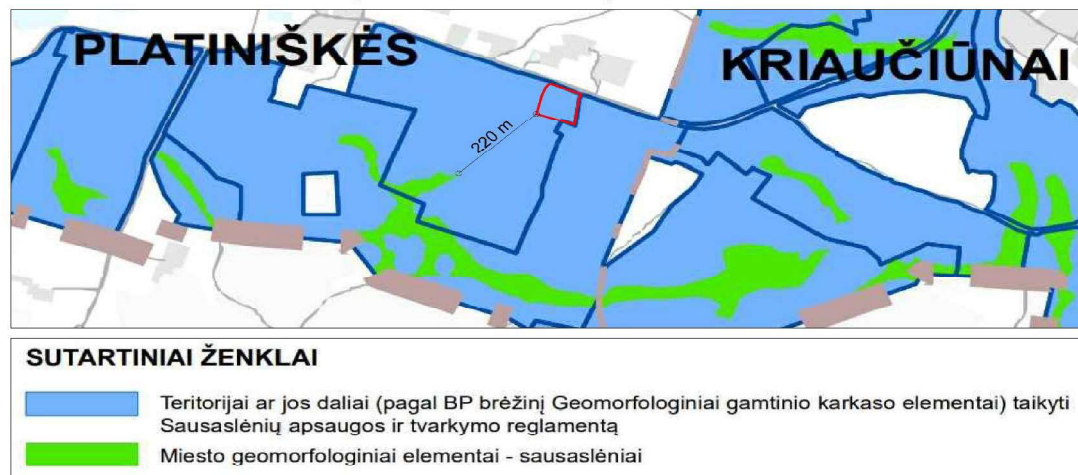 PLATINIŠKĖS
KRIAUČIŪNAI
220 m
SUTARTINIAI ŽENKLAI
Teritorijai ar jos daliai (pagal BP brėžinį Geomorfologiniai gamtinio karkaso elementai) taikyti
Sausaslėnių apsaugos ir tvarkymo reglamentą
Miesto geomorfologiniai elementai - sausaslėniai